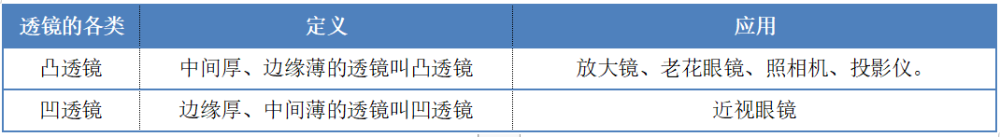 透镜的各类 定义 应用
凸透镜 中间厚、边缘薄的透镜叫凸透镜 放大镜、老花眼镜、照相机、投影仪。
凹透镜 边缘厚、中间薄的透镜叫凹透镜 近视眼镜